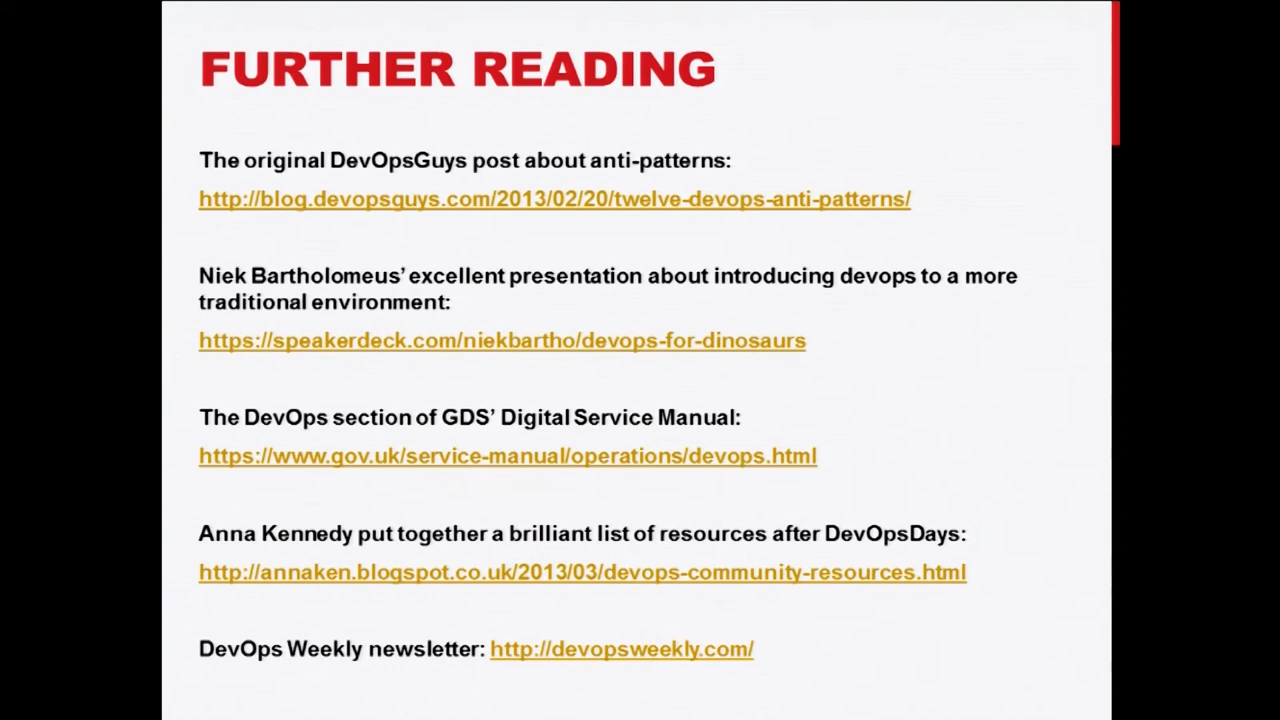 FURTHER READING
The original DevOpsGuys post about anti-patterns:
http://blog.devopsguys.com/2013/02/20/twelve-devops-anti-patterns/
Niek Bartholomeus’ excellent presentation about introducing devops to a more
traditional environment:
https://speakerdeck.com/niekbartho/devops-for-dinosaurs
The DevOps section of GDS’ Digital Service Manual:
https://www.gov.uk/service-manual/operations/devops.html
Anna Kennedy put together a brilliant list of resources after DevOpsDays:
http://annaken.blogspot.co.uk/2013/03/devops-community-resources.html
DevOps Weekly newsletter: http://devopsweekly.com/